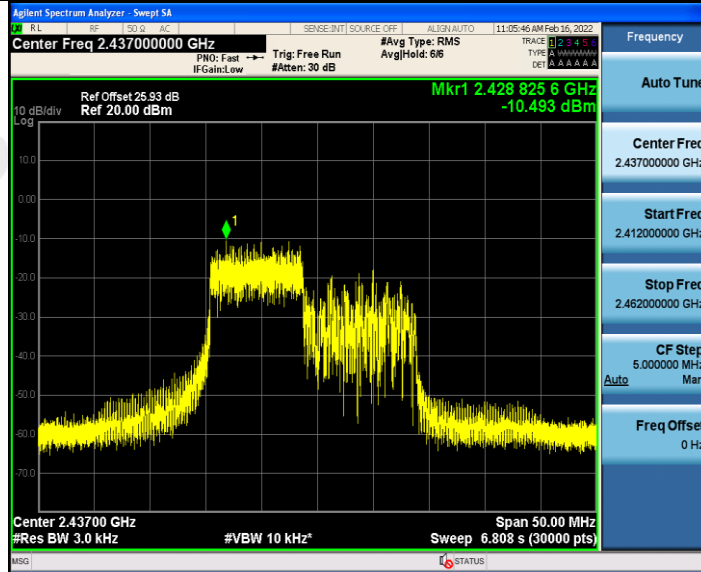 Agilent Spectrum Analyzer - Swept SA
RL RF 50 Ω AC SENSE:INT SOURCE OFF ALIGN AUTO 11:05:46 AM Feb 16, 2022
Center Freq 2.437000000 GHz
PNO: Fast
IFGain:Low
Trig: Free Run
#Atten: 30 dB
#Avg Type: RMS
Avg|Hold: 6/6
TRACE 1 2 3 4 5 6
TYPE A WWWWW
DET A A A A A A
Ref Offset 25.93 dB
10 dB/div Ref 20.00 dBm
Log
Mkr1 2.428 825 6 GHz
-10.493 dBm
10.0
0.00
1
-10.0
-20.0
-30.0
-40.0
-50.0
-60.0
-70.0
Center 2.43700 GHz Span 50.00 MHz
#Res BW 3.0 kHz #VBW 10 kHz* Sweep 6.808 s (30000 pts)
MSG STATUS
Frequency
Auto Tune
Center Freq
2.437000000 GHz
Start Freq
2.412000000 GHz
Stop Freq
2.462000000 GHz
CF Step
5.000000 MHz
Auto Man
Freq Offset
0 Hz